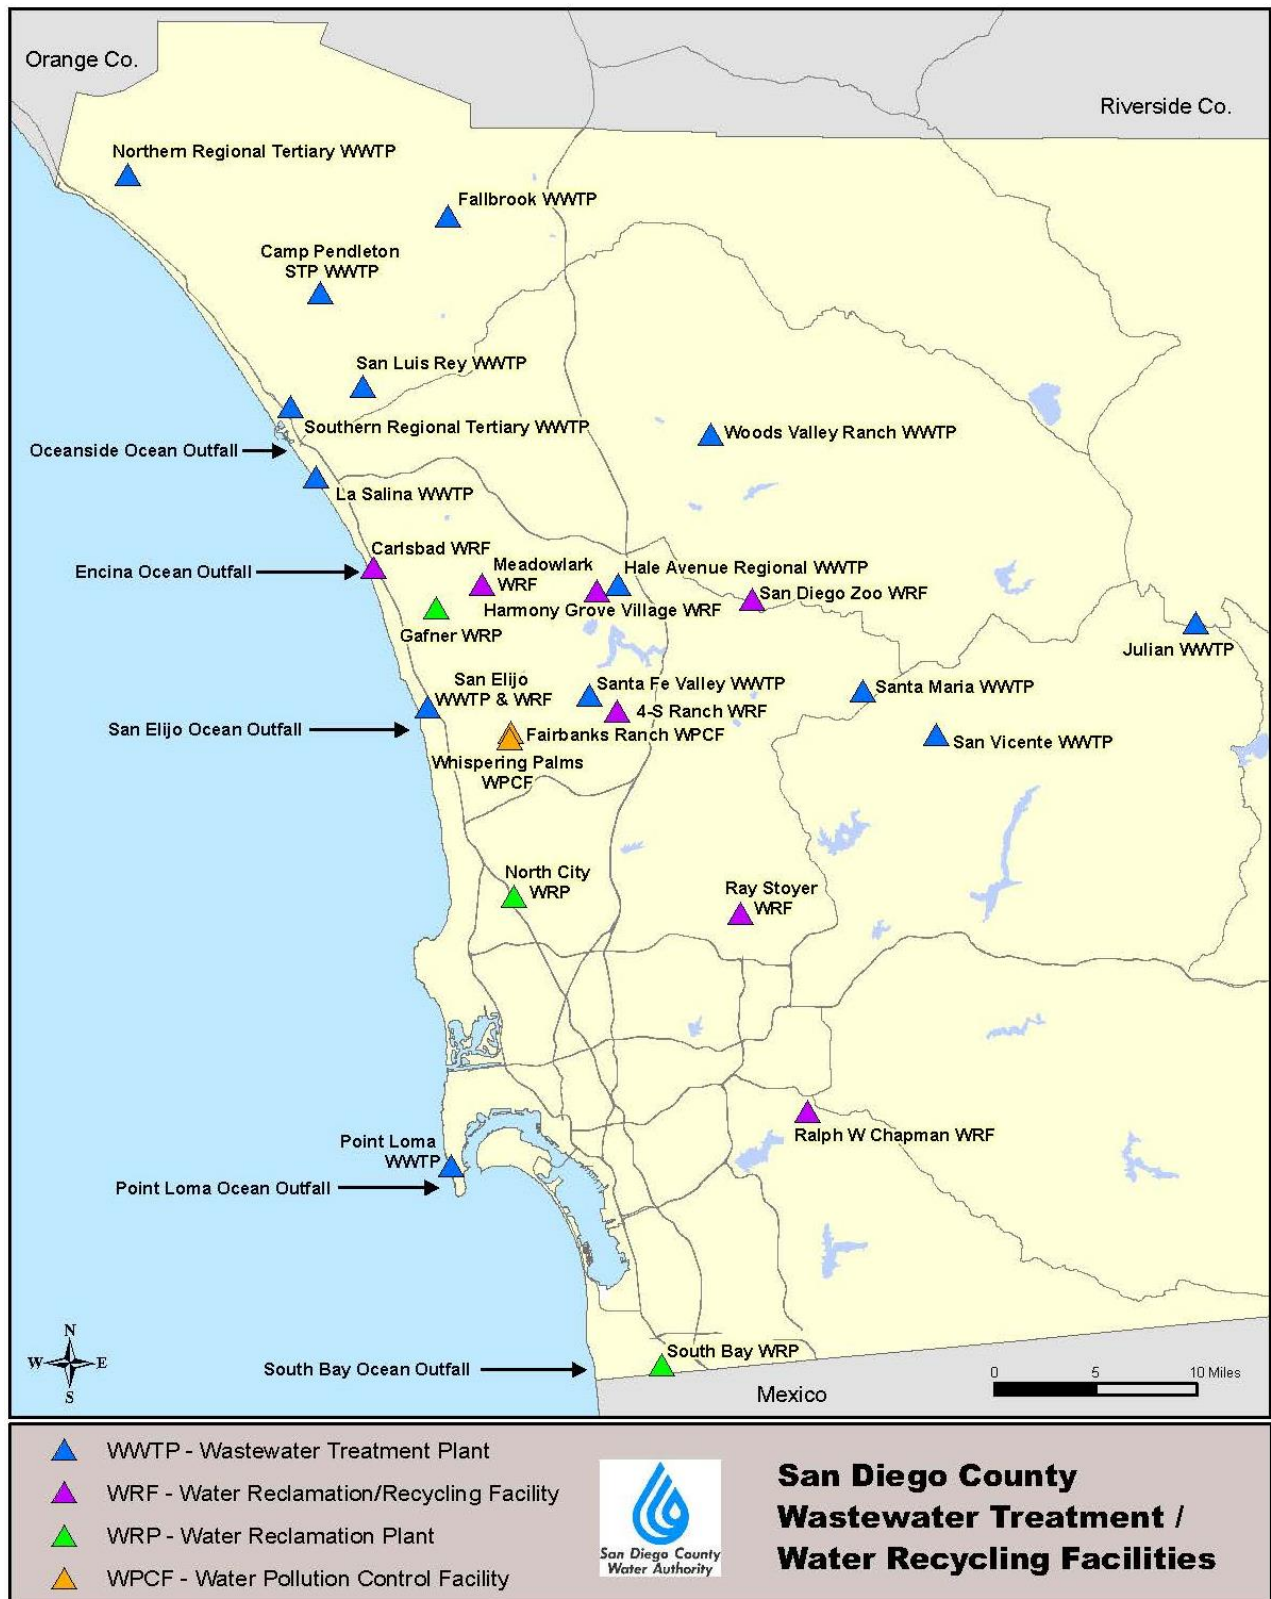 Orange Co.
Riverside Co.
Northern Regional Tertiary WWTP
Fallbrook WWTP
Camp Pendleton
STP WWTP
San Luis Rey WWTP
Southern Regional Tertiary WWTP
Woods Valley Ranch WWTP
Oceanside Ocean Outfall
La Salina WWTP
Carlsbad WRF
Encina Ocean Outfall
Meadowlark
WRF
Hale Avenue Regional WWTP
Harmony Grove Village WRF
San Diego Zoo WRF
Gafner WRP
Julian WWTP
San Elijo
WWTP & WRF
Santa Fe Valley WWTP
Santa Maria WWTP
4-S Ranch WRF
San Elijo Ocean Outfall
Fairbanks Ranch WPCF
San Vicente WWTP
Whispering Palms
WPCF
North City
WRP
Ray Stoyer
WRF
Ralph W Chapman WRF
Point Loma
WWTP
Point Loma Ocean Outfall
South Bay WRP
South Bay Ocean Outfall
Mexico
N
W E
S
0 5 10 Miles
WWTP - Wastewater Treatment Plant
WRF - Water Reclamation/Recycling Facility
WRP - Water Reclamation Plant
WPCF - Water Pollution Control Facility
San Diego County
Water Authority
San Diego County
Wastewater Treatment /
Water Recycling Facilities